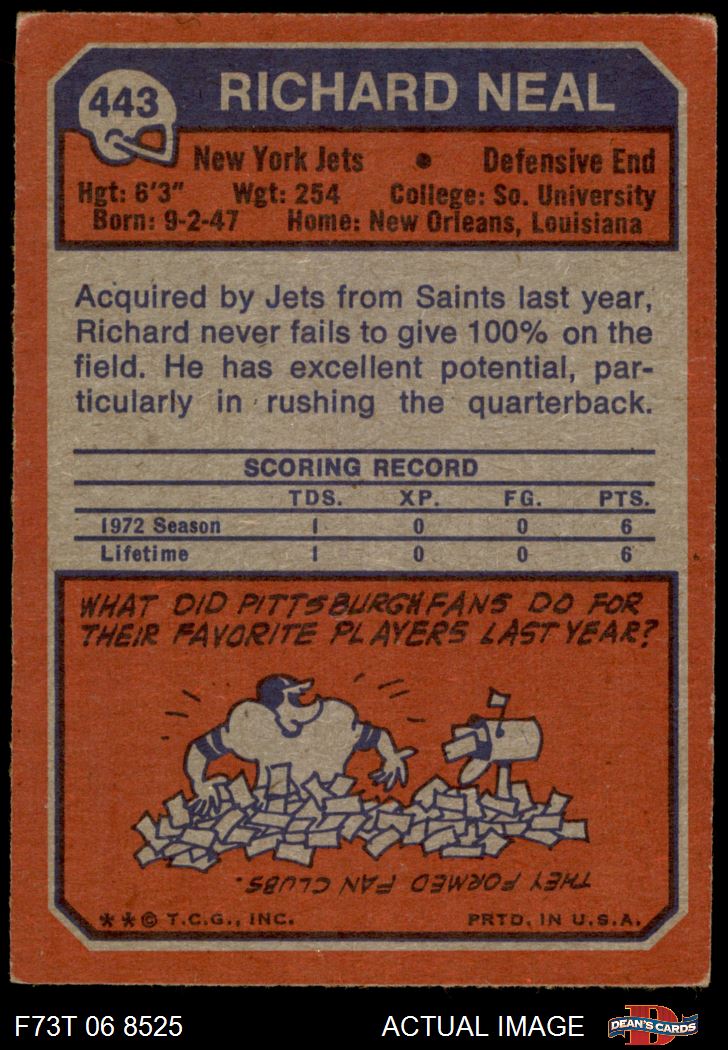 443
RICHARD NEAL
New York Jets • Defensive End
Hgt: 6'3" Wgt: 254 College: So. University
Born: 9-2-47 Home: New Orleans, Louisiana
Acquired by Jets from Saints last year,
Richard never fails to give 100% on the
field. He has excellent potential, par-
ticularly in rushing the quarterback.
SCORING RECORD
TDS. XP. FG. PTS.
1972 Season 1 0 0 6
Lifetime 1 0 0 6
WHAT DID PITTSBURGH FANS DO FOR
THEIR FAVORITE PLAYERS LAST YEAR?
THEY FORMED FAN CLUBS.
**© T.C.G., INC. PRTD. IN U.S.A.
F73T 06 8525 ACTUAL IMAGE
D
DEAN'S CARDS